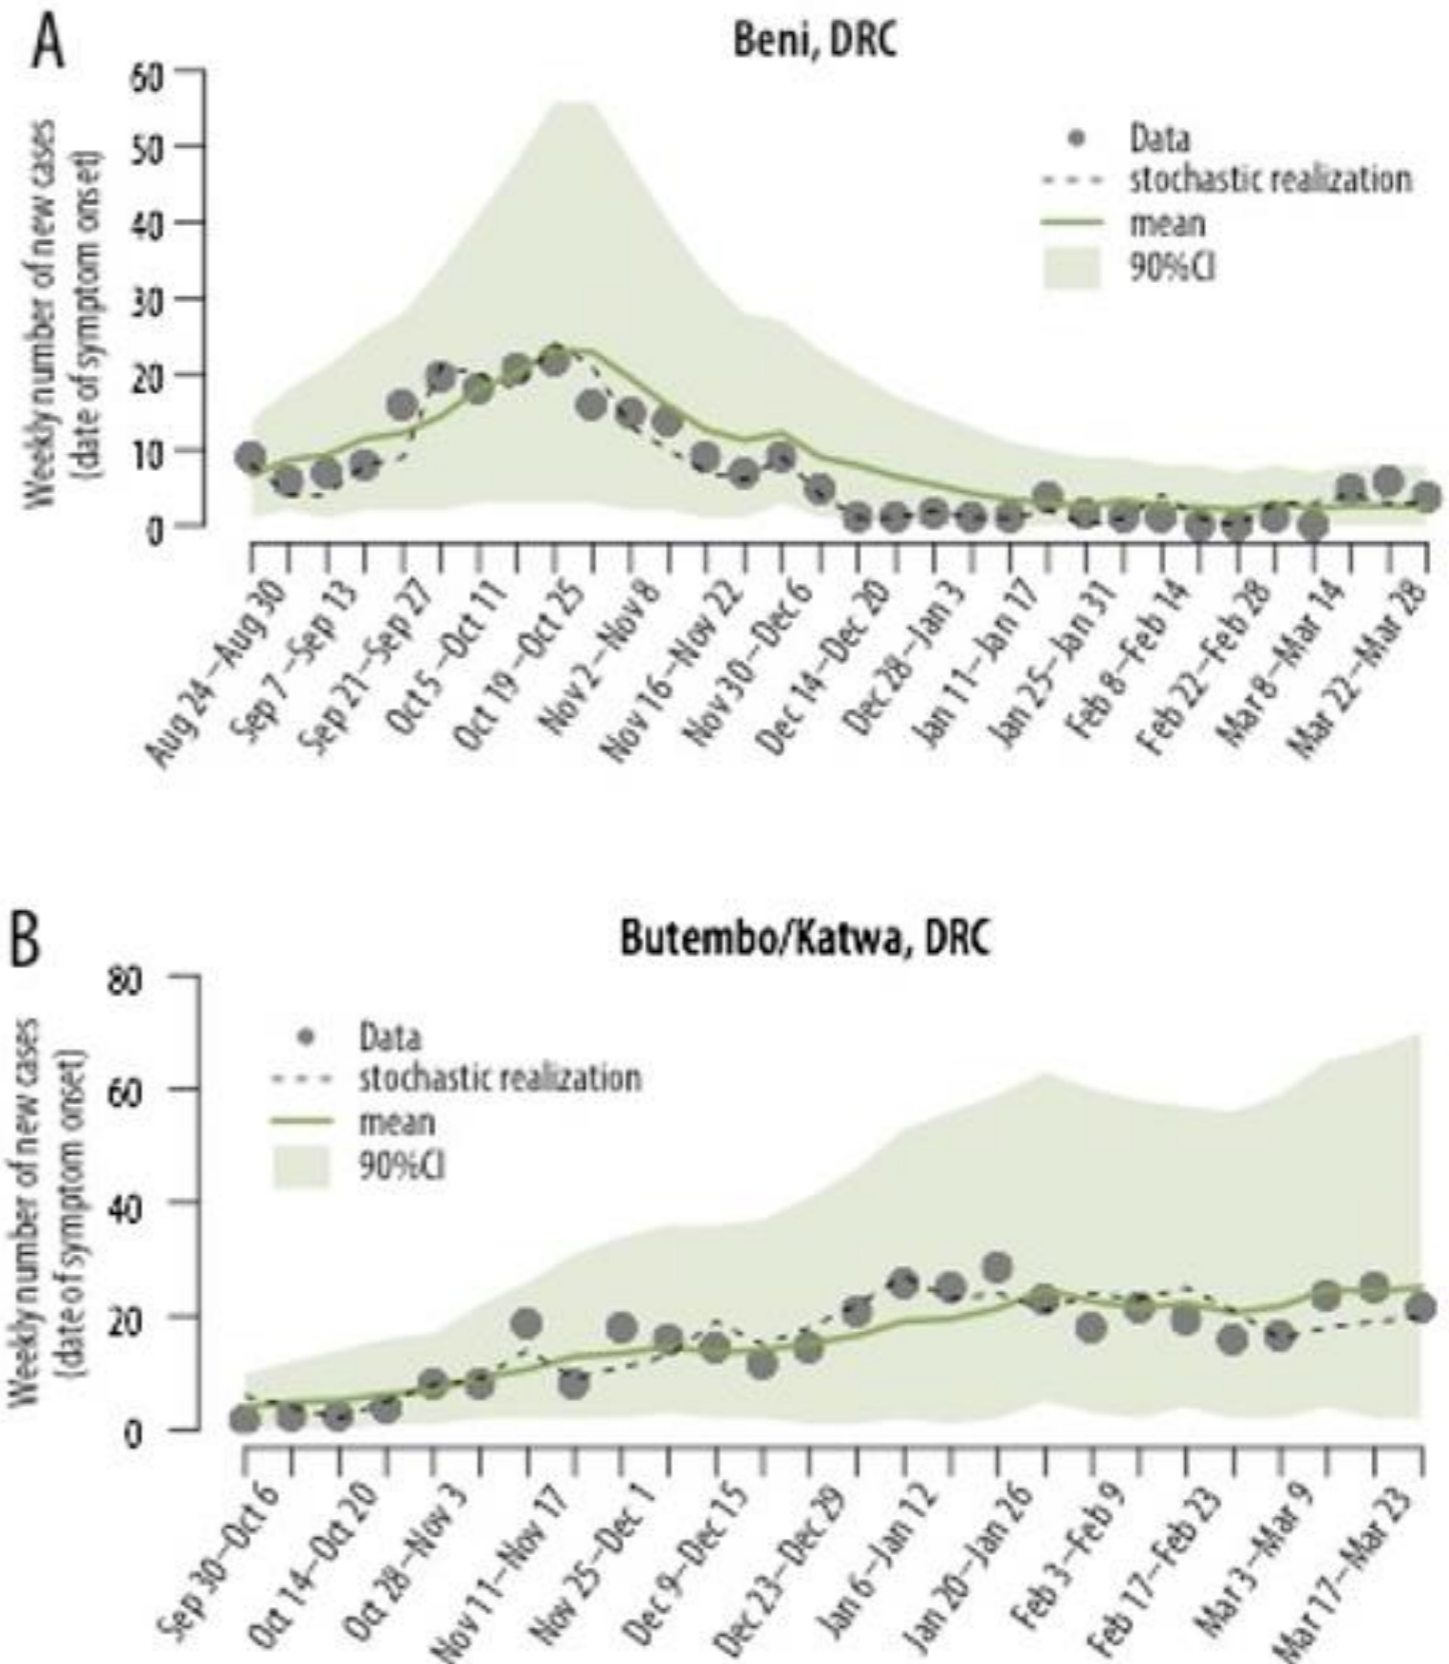 A
Beni, DRC
Weekly number of new cases
(date of symptom onset)
60
50
40
30
20
10
0
Data
stochastic realization
mean
90%CI
Aug 24–Aug 30
Sep 7–Sep 13
Sep 21–Sep 27
Oct 5–Oct 11
Oct 19–Oct 25
Nov 2–Nov 8
Nov 16–Nov 22
Nov 30–Dec 6
Dec 14–Dec 20
Dec 28–Jan 3
Jan 11–Jan 17
Jan 25–Jan 31
Feb 8–Feb 14
Feb 22–Feb 28
Mar 8–Mar 14
Mar 22–Mar 28
B
Butembo/Katwa, DRC
Weekly number of new cases
(date of symptom onset)
80
60
40
20
0
Data
stochastic realization
mean
90%CI
Sep 30–Oct 6
Oct 14–Oct 20
Oct 28–Nov 3
Nov 11–Nov 17
Nov 25–Dec 1
Dec 9–Dec 15
Dec 23–Dec 29
Jan 6–Jan 12
Jan 20–Jan 26
Feb 3–Feb 9
Feb 17–Feb 23
Mar 3–Mar 9
Mar 17–Mar 23